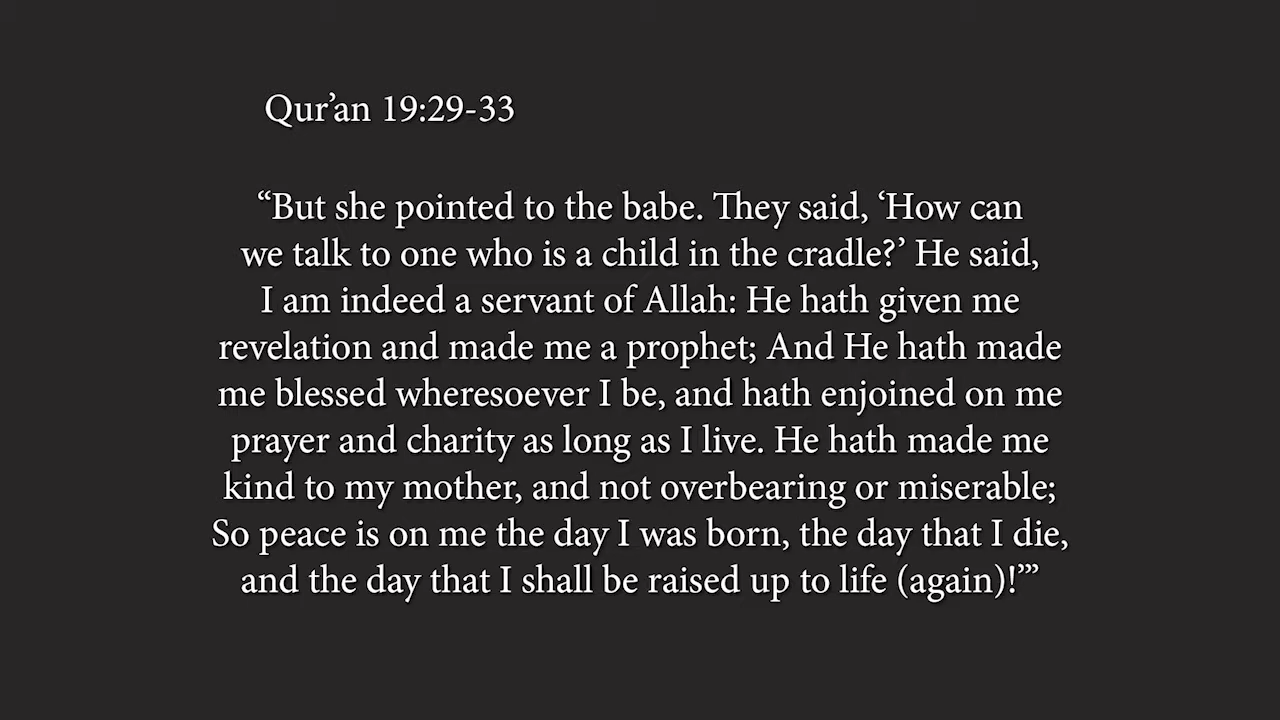 Qur’an 19:29-33
“But she pointed to the babe. They said, ‘How can
we talk to one who is a child in the cradle?’ He said,
I am indeed a servant of Allah: He hath given me
revelation and made me a prophet; And He hath made
me blessed wheresoever I be, and hath enjoined on me
prayer and charity as long as I live. He hath made me
kind to my mother, and not overbearing or miserable;
So peace is on me the day I was born, the day that I die,
and the day that I shall be raised up to life (again)!’”